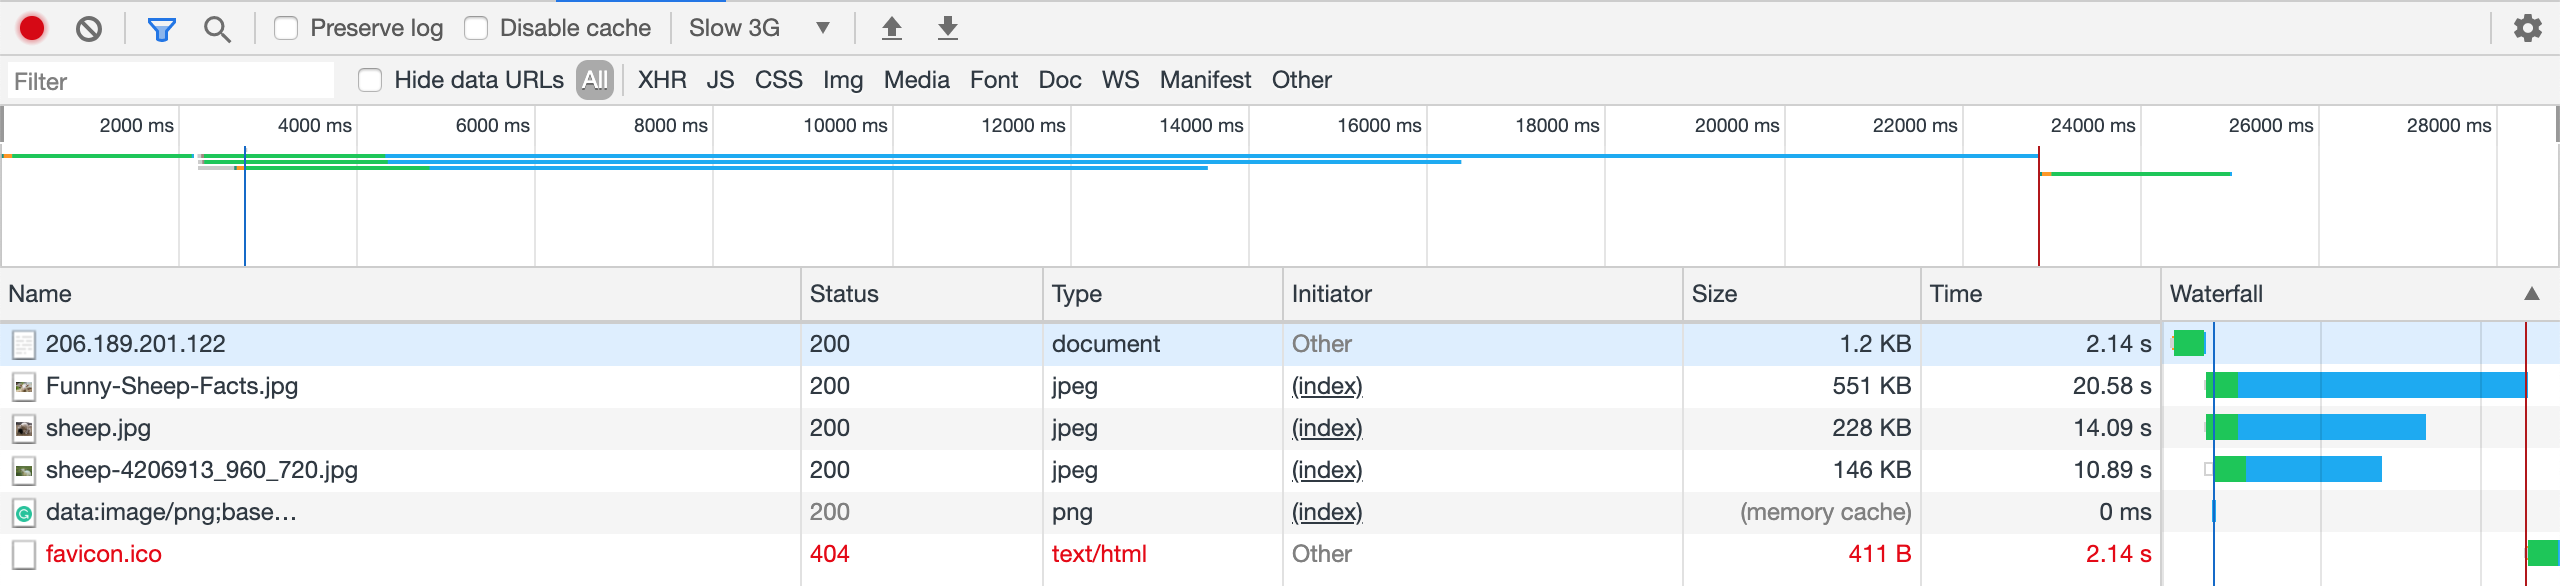 Preserve log Disable cache Slow 3G
Filter Hide data URLs All XHR JS CSS Img Media Font Doc WS Manifest Other
2000 ms 4000 ms 6000 ms 8000 ms 10000 ms 12000 ms 14000 ms 16000 ms 18000 ms 20000 ms 22000 ms 24000 ms 26000 ms 28000 ms
Name Status Type Initiator Size Time Waterfall
206.189.201.122 200 document Other 1.2 KB 2.14 s
Funny-Sheep-Facts.jpg 200 jpeg (index) 551 KB 20.58 s
sheep.jpg 200 jpeg (index) 228 KB 14.09 s
sheep-4206913_960_720.jpg 200 jpeg (index) 146 KB 10.89 s
data:image/png;base… 200 png (index) (memory cache) 0 ms
favicon.ico 404 text/html Other 411 B 2.14 s